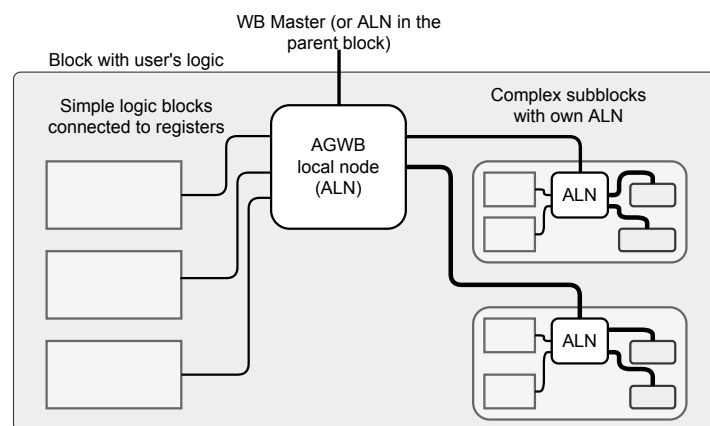 WB Master (or ALN in the
parent block)
Block with user's logic
Simple logic blocks
connected to registers
AGWB
local node
(ALN)
Complex subblocks
with own ALN
ALN
ALN